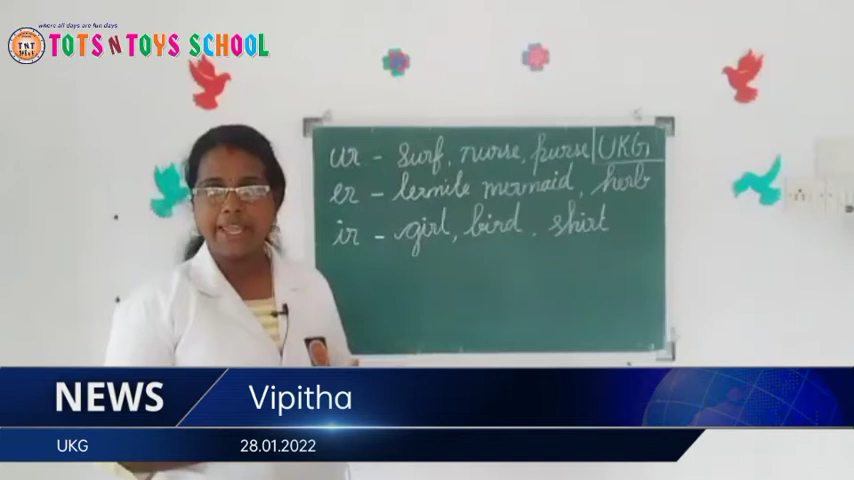 where all days are fun days
TNT
TOTS N TOYS SCHOOL
UKG
ur - surf, nurse, purse
er - termite mermaid, herb
ir - girl, bird, shirt
NEWS
Vipitha
UKG
28.01.2022